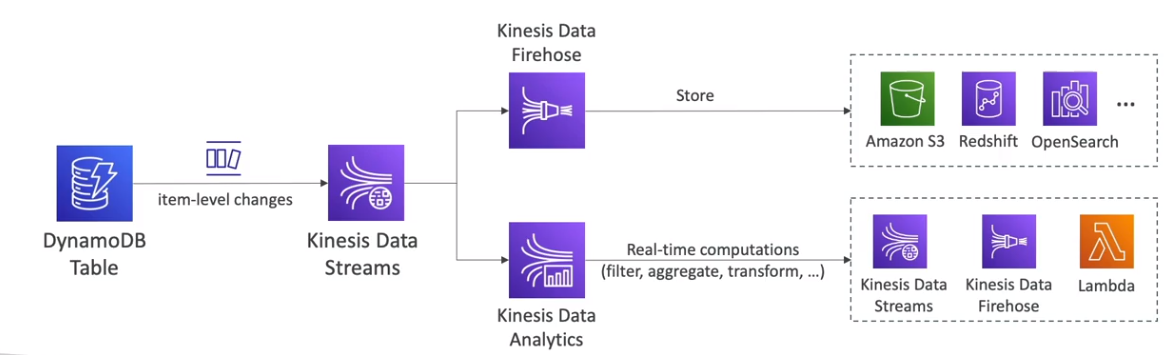 Kinesis Data
Firehose
Store
Amazon S3
Redshift
OpenSearch
...
item-level changes
DynamoDB
Table
Kinesis Data
Streams
Real-time computations
(filter, aggregate, transform, ...)
Kinesis Data
Analytics
Kinesis Data
Streams
Kinesis Data
Firehose
Lambda